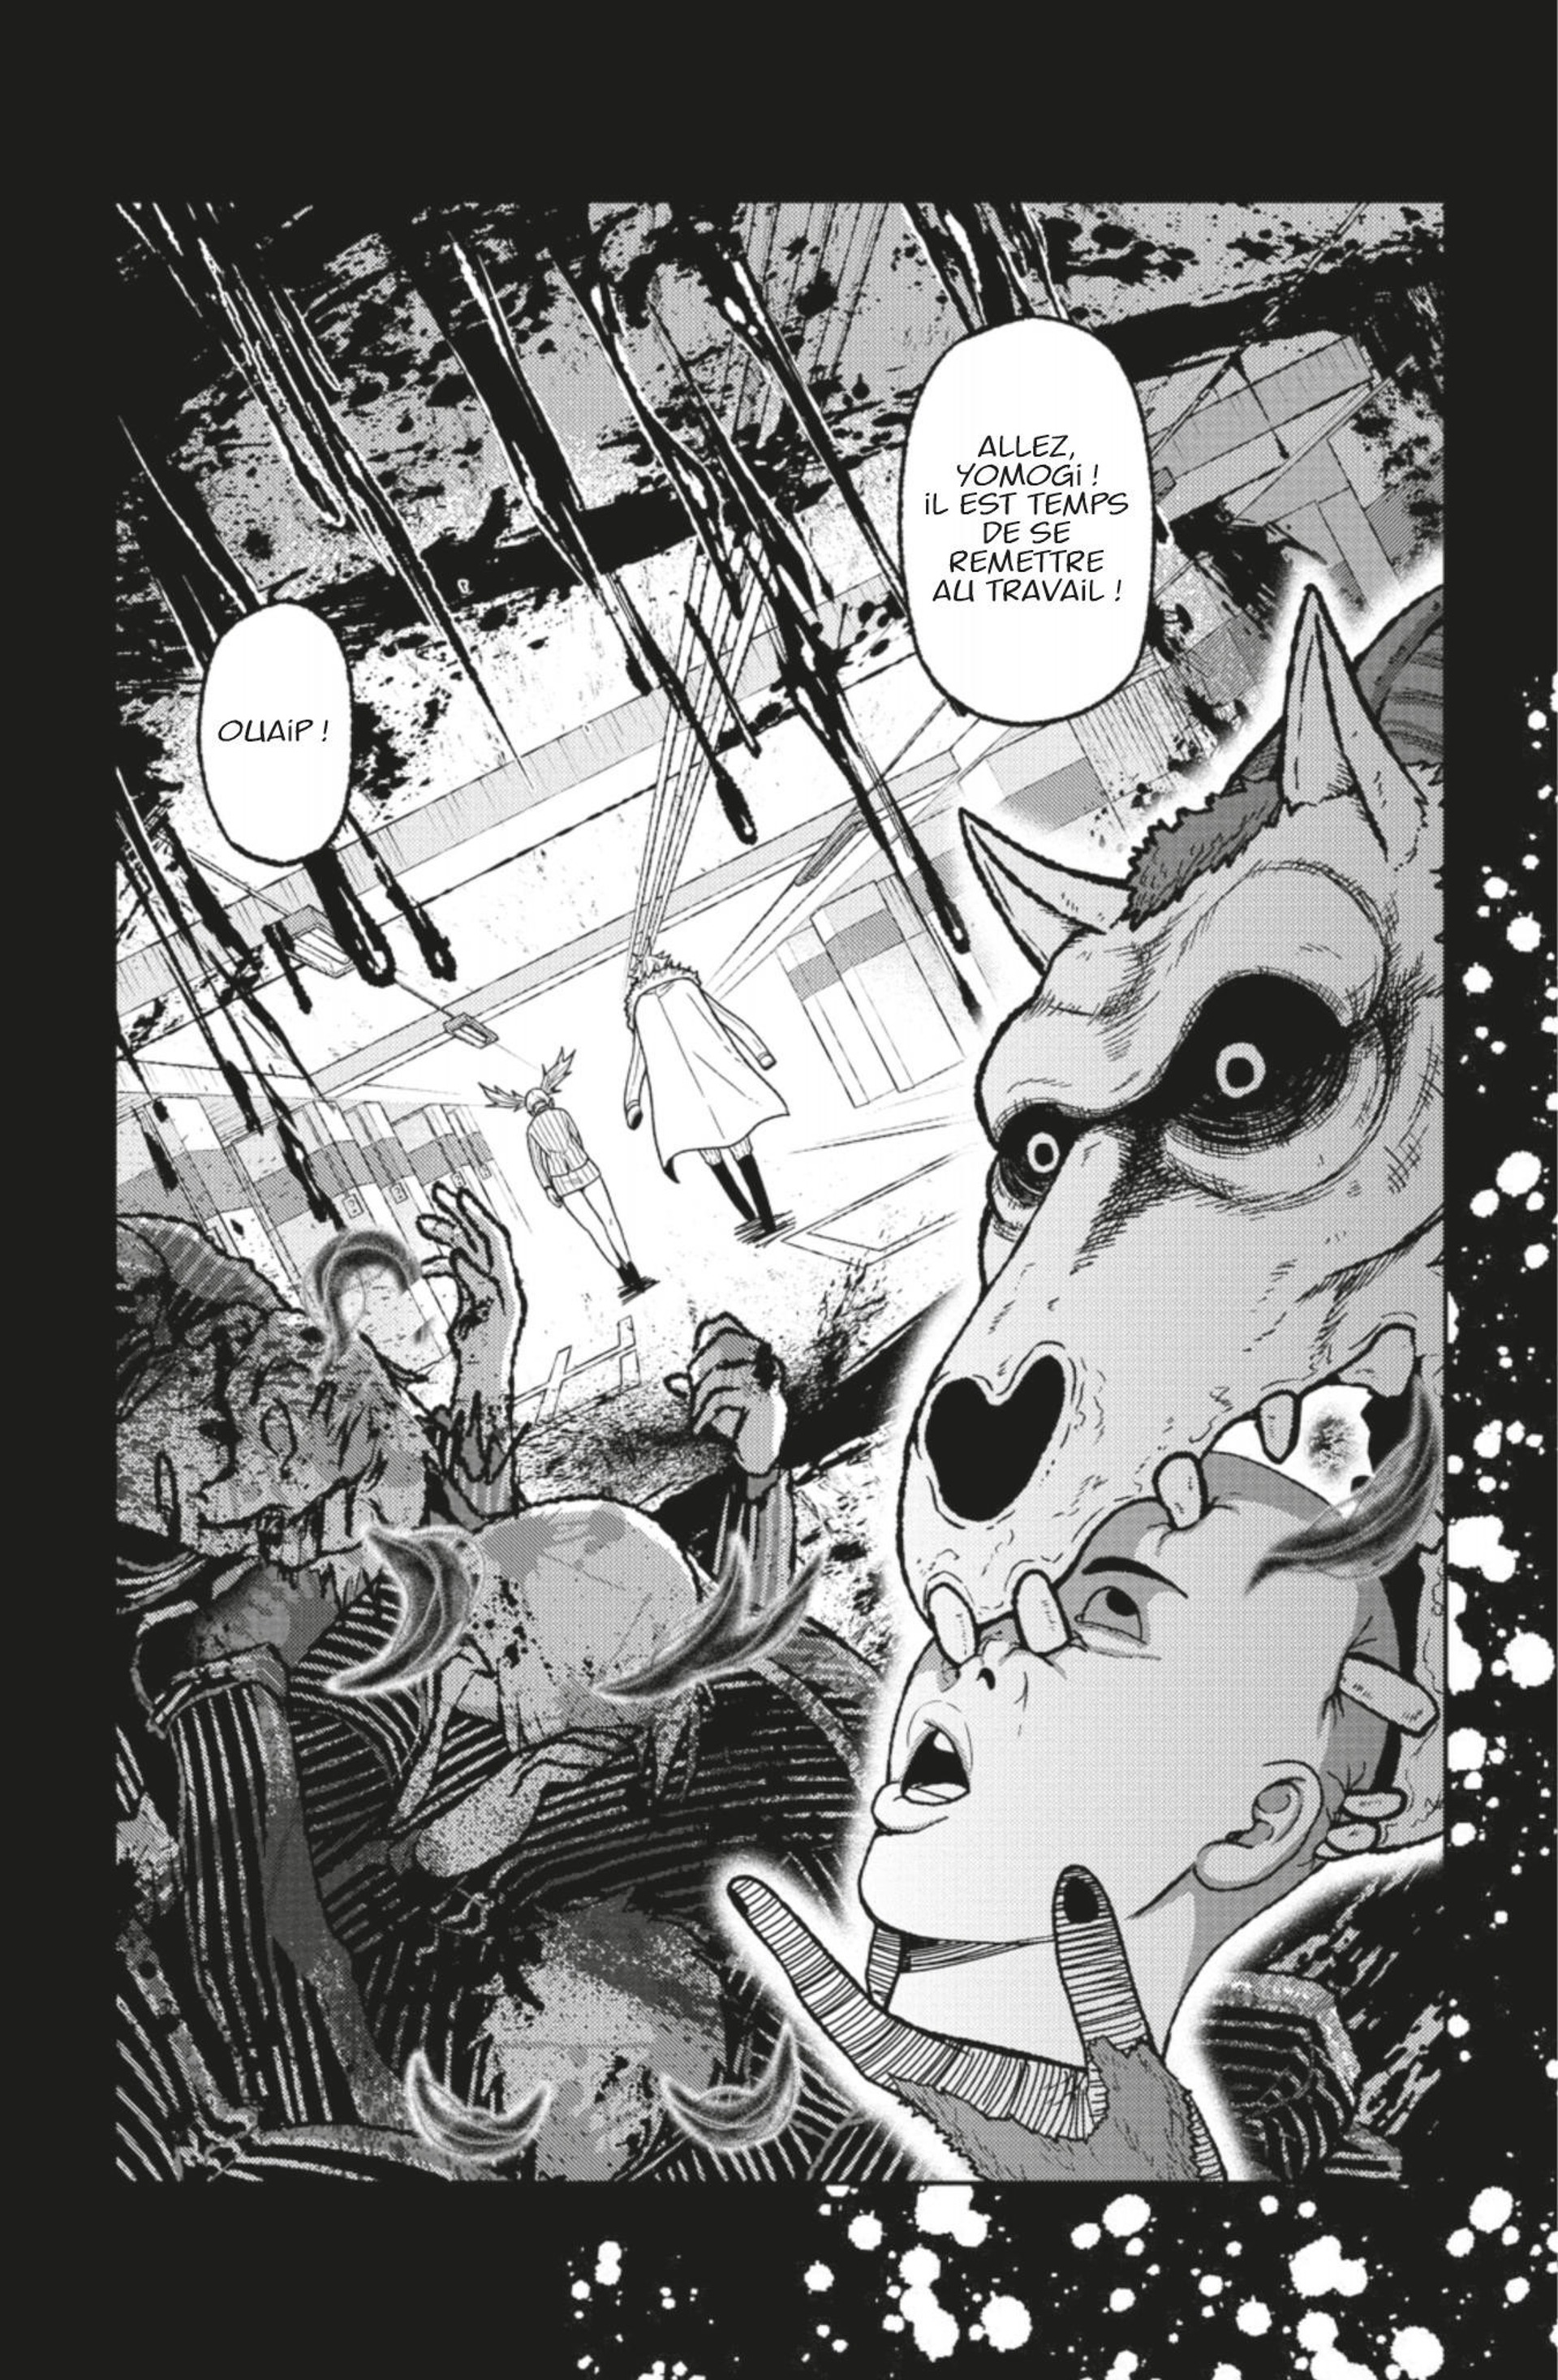 ALLEZ,
YOMOGi !
iL EST TEMPS
DE SE
REMETTRE
AU TRAVAiL !
OUAiP !